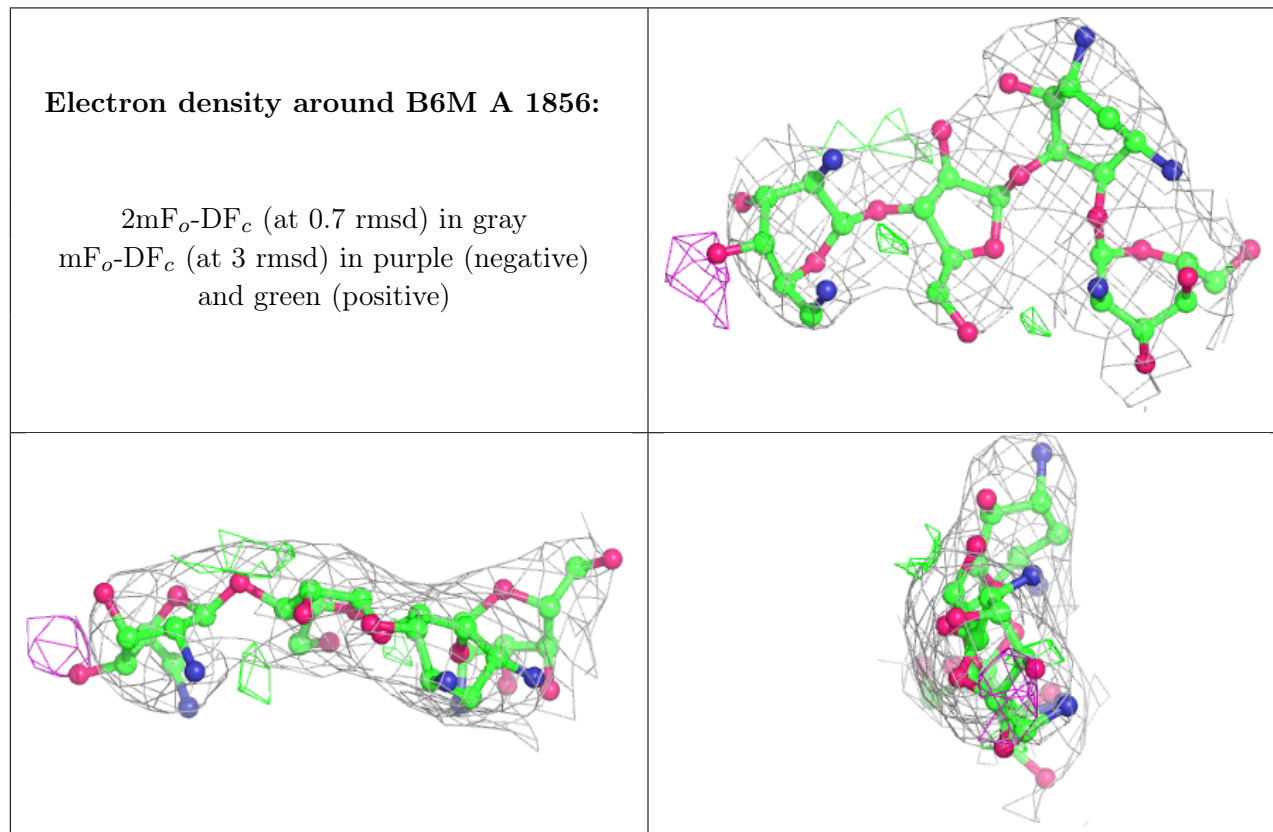 Electron density around B6M A 1856:
2mFo-DFc (at 0.7 rmsd) in gray
mFo-DFc (at 3 rmsd) in purple (negative)
and green (positive)